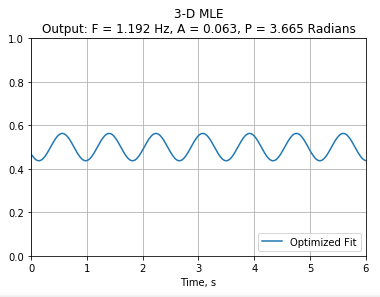 3-D MLE
Output: F = 1.192 Hz, A = 0.063, P = 3.665 Radians
1.0
0.8
0.6
0.4
0.2
0.0
Optimized Fit
0 1 2 3 4 5 6
Time, s